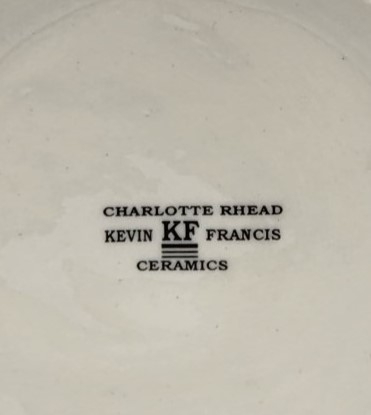 CHARLOTTE RHEAD
KEVIN KF FRANCIS
CERAMICS